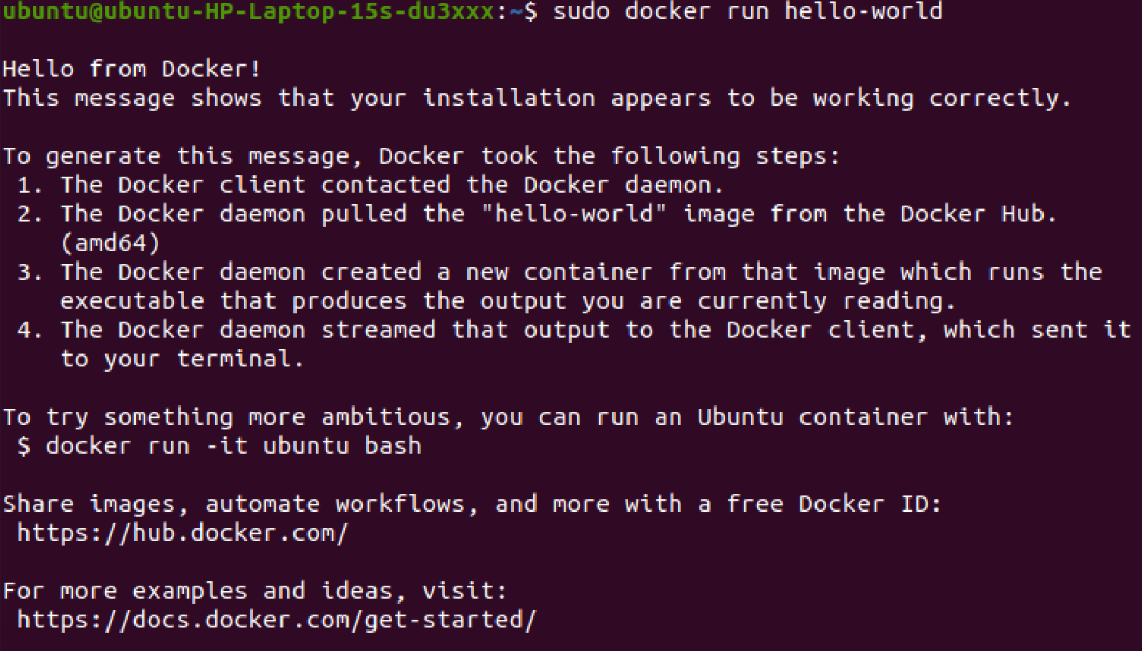 ubuntu@ubuntu-HP-Laptop-15s-du3xxx:~$ sudo docker run hello-world
Hello from Docker!
This message shows that your installation appears to be working correctly.
To generate this message, Docker took the following steps:
1. The Docker client contacted the Docker daemon.
2. The Docker daemon pulled the "hello-world" image from the Docker Hub.
(amd64)
3. The Docker daemon created a new container from that image which runs the
executable that produces the output you are currently reading.
4. The Docker daemon streamed that output to the Docker client, which sent it
to your terminal.
To try something more ambitious, you can run an Ubuntu container with:
$ docker run -it ubuntu bash
Share images, automate workflows, and more with a free Docker ID:
https://hub.docker.com/
For more examples and ideas, visit:
https://docs.docker.com/get-started/